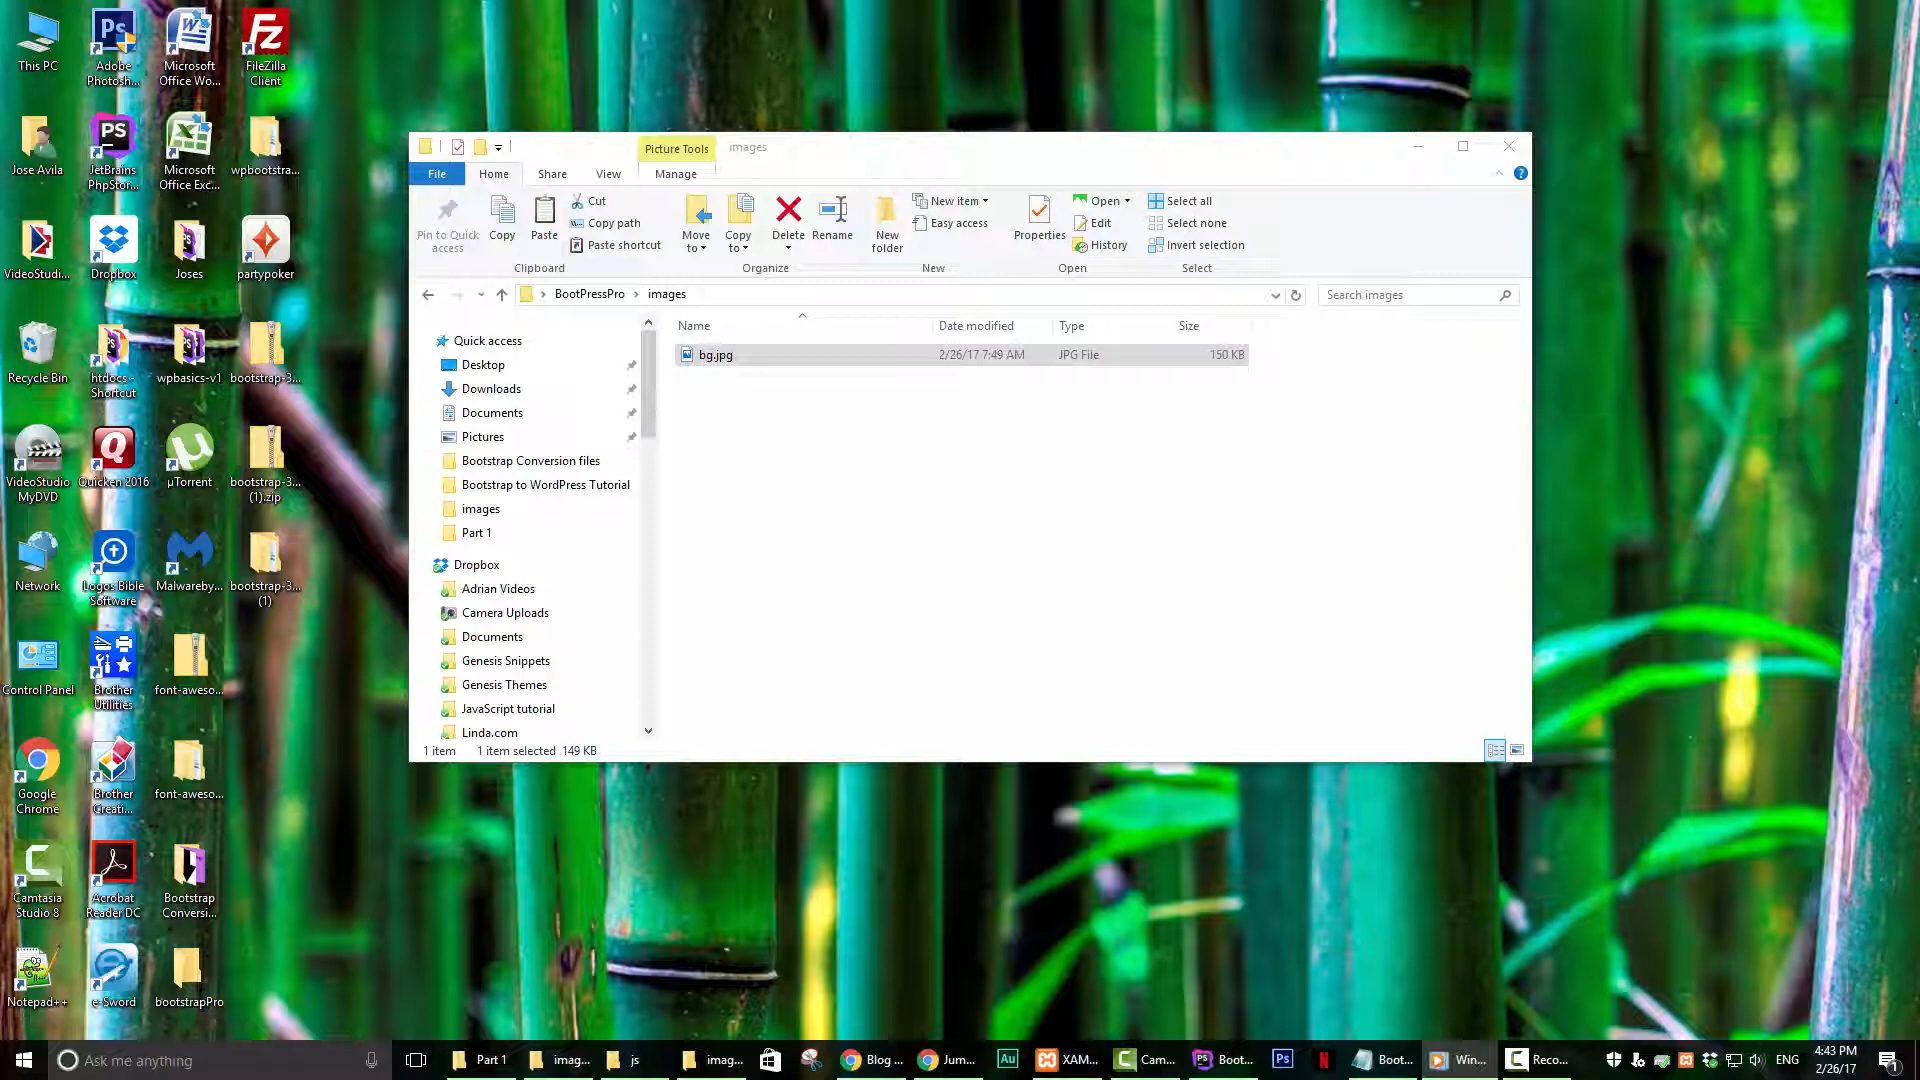 This PC
Adobe Photosh...
Microsoft Office Wo...
FileZilla Client
Jose Avila
JetBrains PhpStor...
Microsoft Office Exc...
wpbootstra...
VideoStudi...
Dropbox
Joses
partypoker
Recycle Bin
htdocs - Shortcut
wpbasics-v1
bootstrap-3...
VideoStudio MyDVD
Quicken 2016
µTorrent
bootstrap-3... (1).zip
Network
Logos Bible Software
Malwareby...
bootstrap-3... (1)
Control Panel
Brother Utilities
font-aweso...
Google Chrome
Brother Creati...
font-aweso...
Camtasia Studio 8
Acrobat Reader DC
Bootstrap Conversi...
Notepad++
e-Sword
bootstrapPro
Picture Tools
images
File
Home
Share
View
Manage
Pin to Quick access
Copy
Paste
Cut
Copy path
Paste shortcut
Clipboard
Move to
Copy to
Delete
Rename
Organize
New folder
New item
Easy access
New
Properties
Open
Edit
History
Open
Select all
Select none
Invert selection
Select
BootPressPro
images
Search images
Name
Date modified
Type
Size
bg.jpg
2/26/17 7:49 AM
JPG File
150 KB
Quick access
Desktop
Downloads
Documents
Pictures
Bootstrap Conversion files
Bootstrap to WordPress Tutorial
images
Part 1
Dropbox
Adrian Videos
Camera Uploads
Documents
Genesis Snippets
Genesis Themes
JavaScript tutorial
Linda.com
1 item
1 item selected 149 KB
Ask me anything
Part 1
imag...
js
imag...
Blog ...
Jum...
Au
XAM...
Cam...
Boot...
Ps
Boot...
Win...
Reco...
ENG
4:43 PM
2/26/17